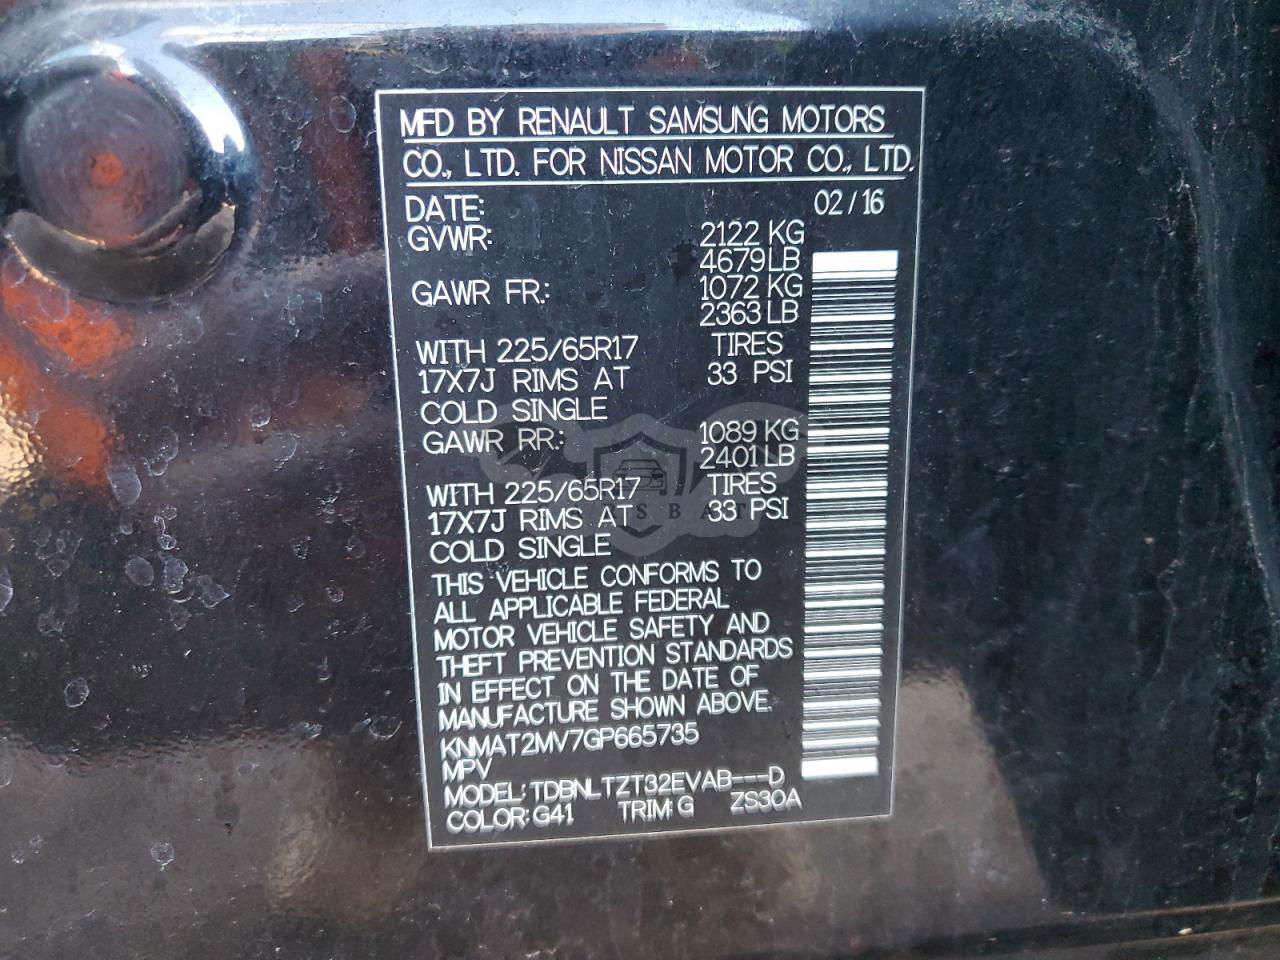 MFD BY RENAULT SAMSUNG MOTORS
CO., LTD. FOR NISSAN MOTOR CO., LTD.
DATE: 02/16
GVWR: 2122 KG
4679 LB
GAWR FR.: 1072 KG
2363 LB
WITH 225/65R17 TIRES
17X7J RIMS AT 33 PSI
COLD SINGLE
GAWR RR.: 1089 KG
2401 LB
WITH 225/65R17 TIRES
17X7J RIMS AT 33 PSI
COLD SINGLE
THIS VEHICLE CONFORMS TO
ALL APPLICABLE FEDERAL
MOTOR VEHICLE SAFETY AND
THEFT PREVENTION STANDARDS
IN EFFECT ON THE DATE OF
MANUFACTURE SHOWN ABOVE.
KNMAT2MV7GP665735
MPV
MODEL: TDBNLTZT32EVAB---D
COLOR: G41 TRIM: G ZS30A